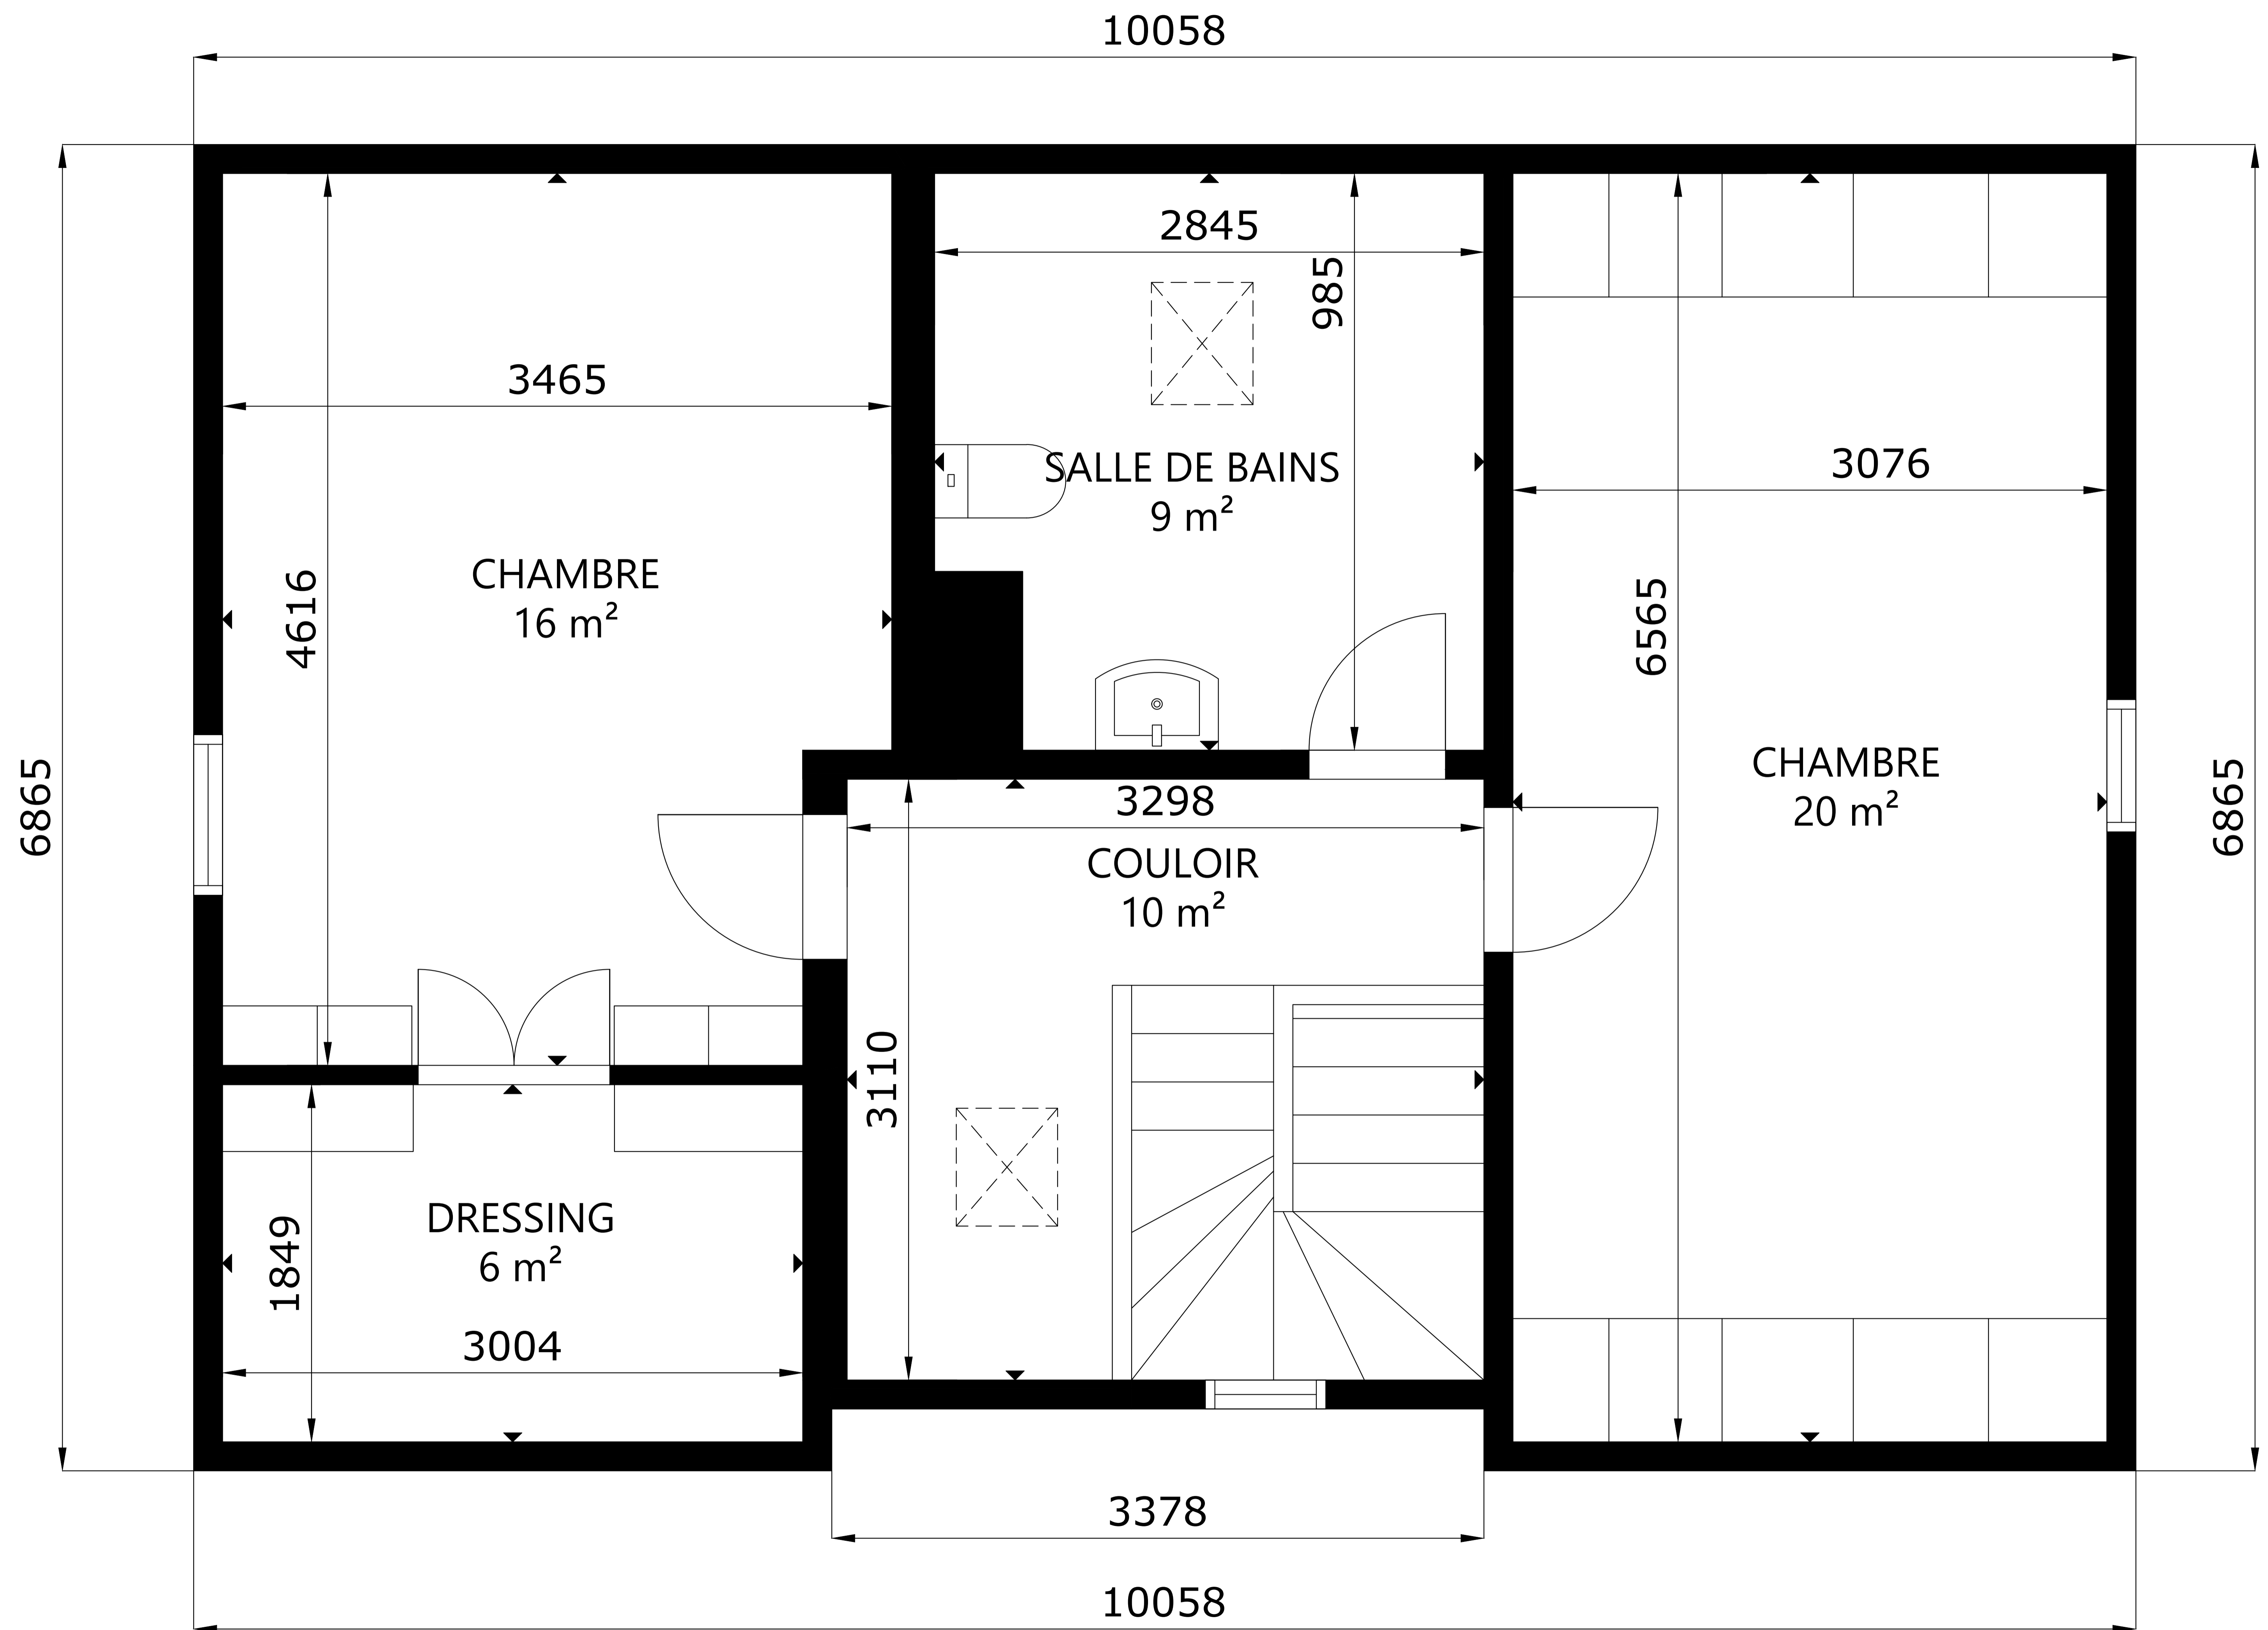 10058
2845
985
3465
3076
SALLE DE BAINS
9 m²
CHAMBRE
16 m²
4616
6565
6865
CHAMBRE
20 m²
6865
3298
COULOIR
10 m²
3110
DRESSING
6 m²
1849
3004
3378
10058